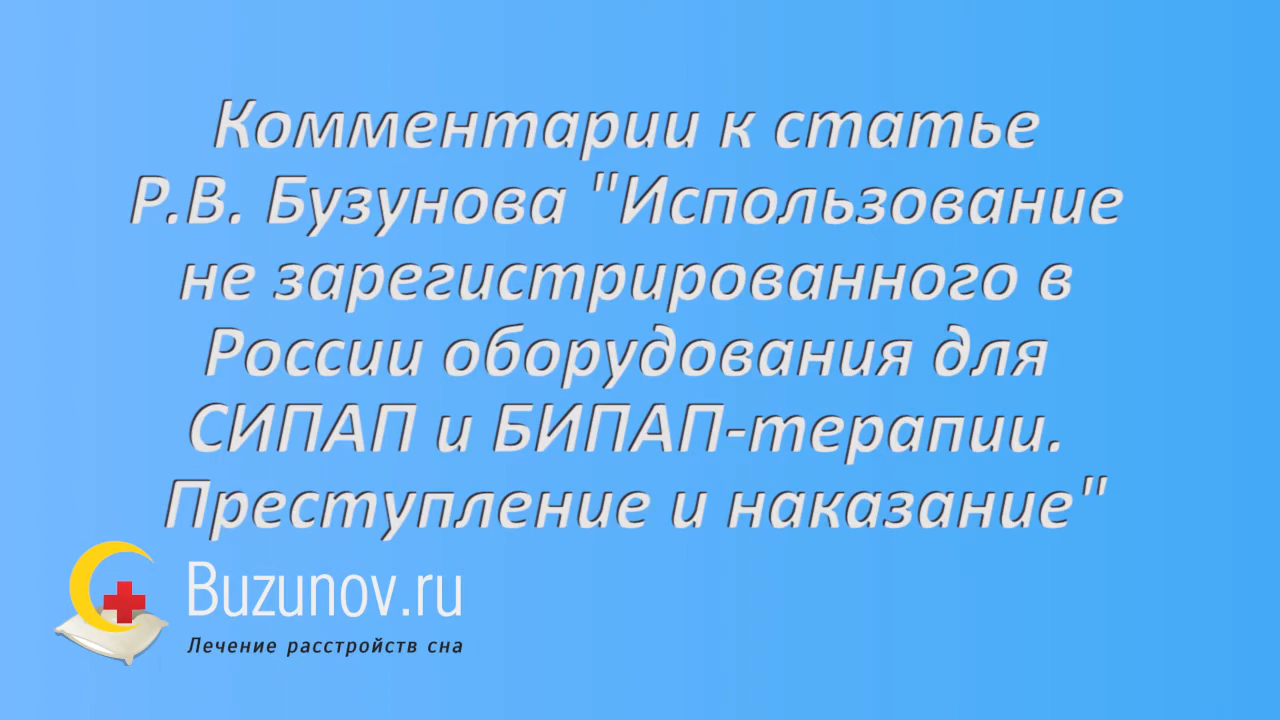 Комментарии к статье
Р.В. Бузунова "Использование
не зарегистрированного в
России оборудования для
СИПАП и БИПАП-терапии.
Преступление и наказание"
Buzunov.ru
Лечение расстройств сна